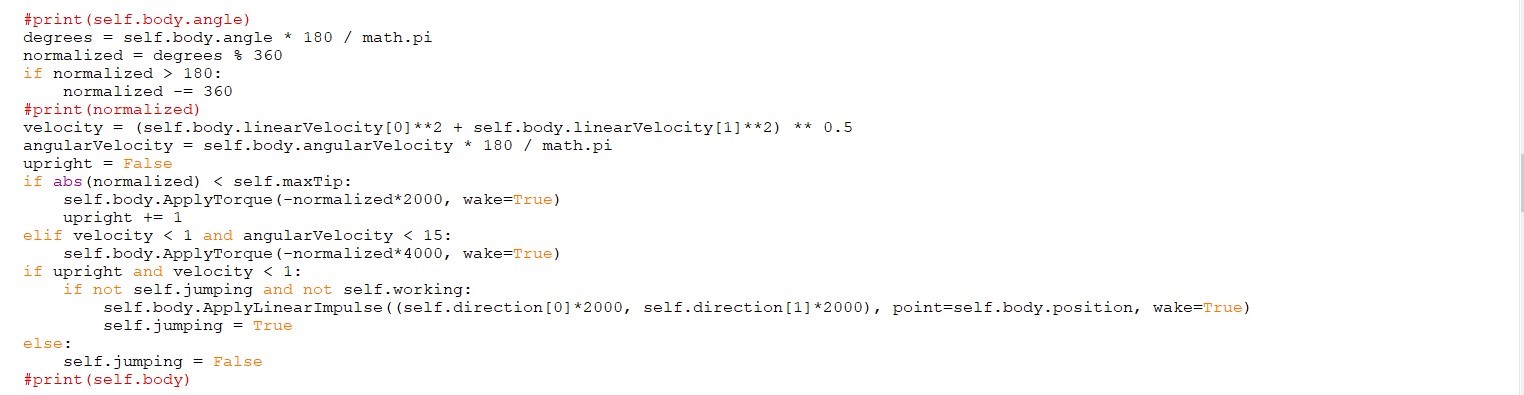 #print(self.body.angle)
degrees = self.body.angle * 180 / math.pi
normalized = degrees % 360
if normalized > 180:
    normalized -= 360
#print(normalized)
velocity = (self.body.linearVelocity[0]**2 + self.body.linearVelocity[1]**2) ** 0.5
angularVelocity = self.body.angularVelocity * 180 / math.pi
upright = False
if abs(normalized) < self.maxTip:
    self.body.ApplyTorque(-normalized*2000, wake=True)
    upright += 1
elif velocity < 1 and angularVelocity < 15:
    self.body.ApplyTorque(-normalized*4000, wake=True)
if upright and velocity < 1:
    if not self.jumping and not self.working:
        self.body.ApplyLinearImpulse((self.direction[0]*2000, self.direction[1]*2000), point=self.body.position, wake=True)
        self.jumping = True
else:
    self.jumping = False
#print(self.body)